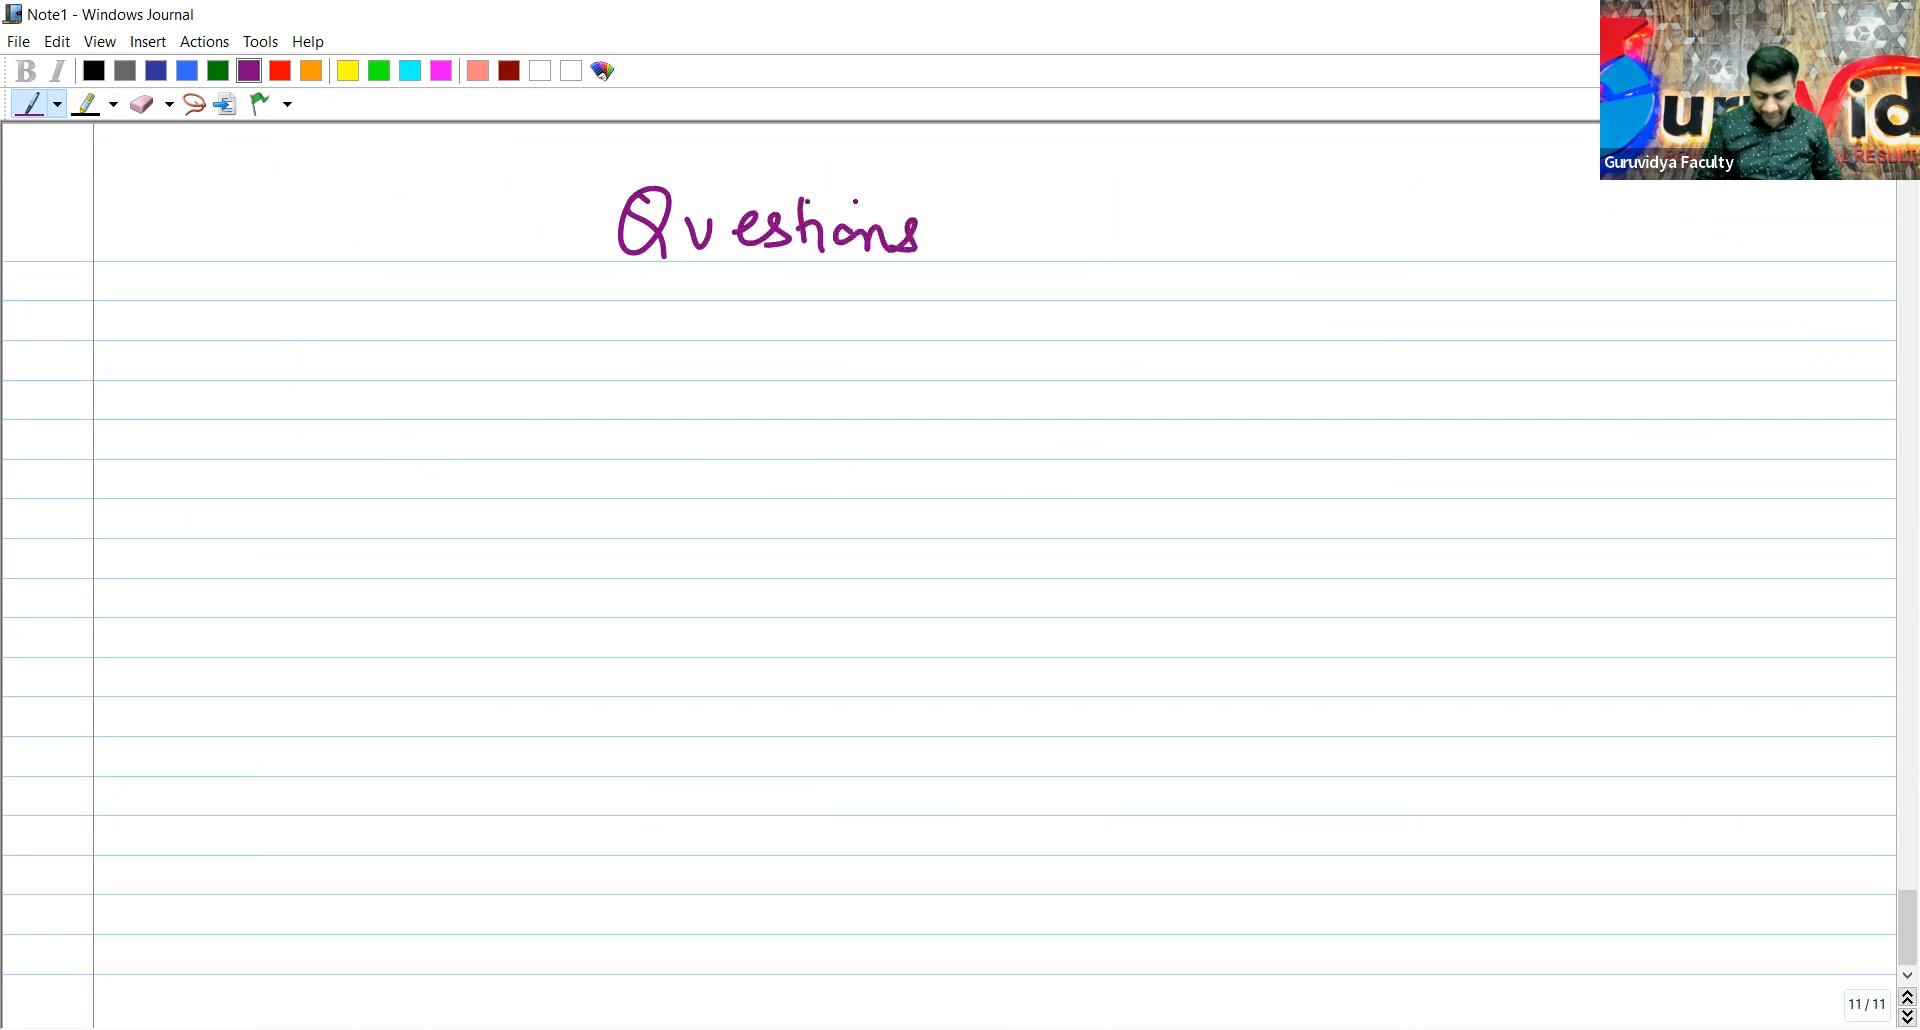 Note1 - Windows Journal
File Edit View Insert Actions Tools Help
B I
Guruvidya Faculty
Questions
11 / 11